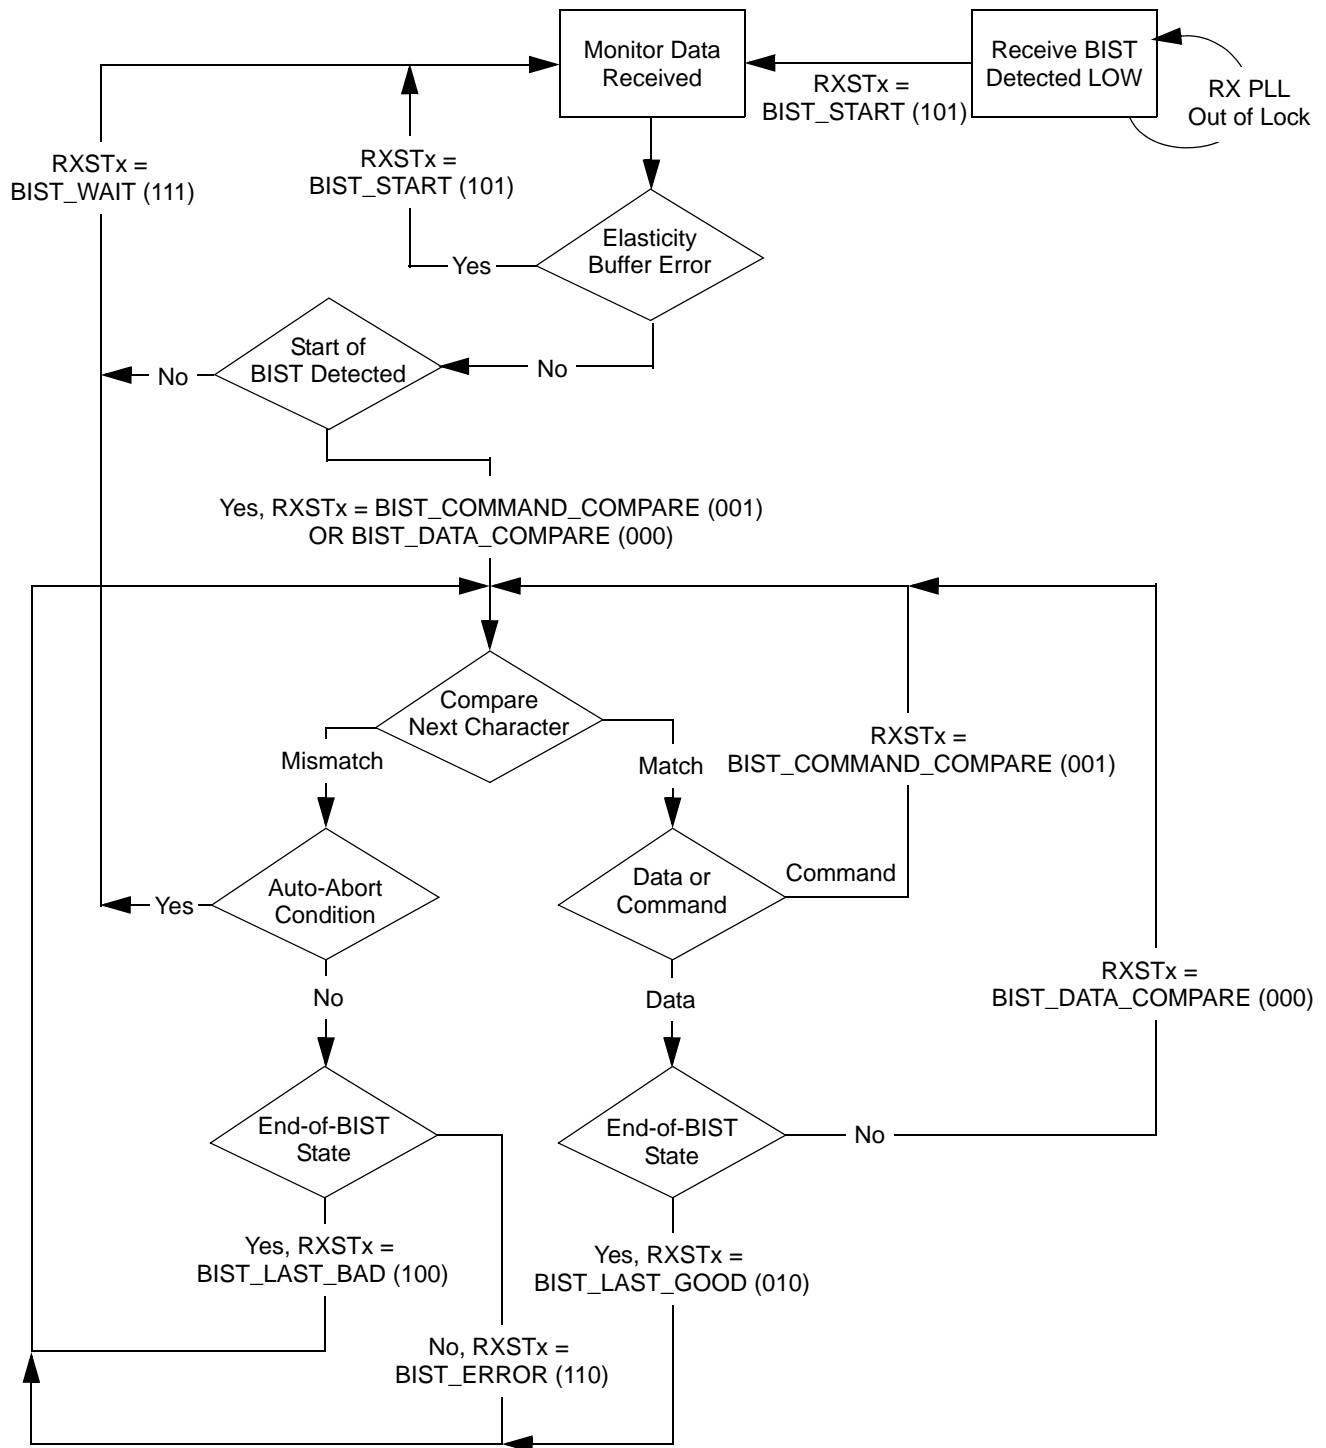 Monitor Data
Received
Receive BIST
Detected LOW
RX PLL
Out of Lock
RXSTx =
BIST_START (101)
RXSTx =
BIST_WAIT (111)
RXSTx =
BIST_START (101)
Elasticity
Buffer Error
Yes
Start of
BIST Detected
No
No
Yes, RXSTx = BIST_COMMAND_COMPARE (001)
OR BIST_DATA_COMPARE (000)
Compare
Next Character
Mismatch
Match
RXSTx =
BIST_COMMAND_COMPARE (001)
Auto-Abort
Condition
Yes
Data or
Command
Command
No
Data
RXSTx =
BIST_DATA_COMPARE (000)
End-of-BIST
State
End-of-BIST
State
No
Yes, RXSTx =
BIST_LAST_BAD (100)
Yes, RXSTx =
BIST_LAST_GOOD (010)
No, RXSTx =
BIST_ERROR (110)